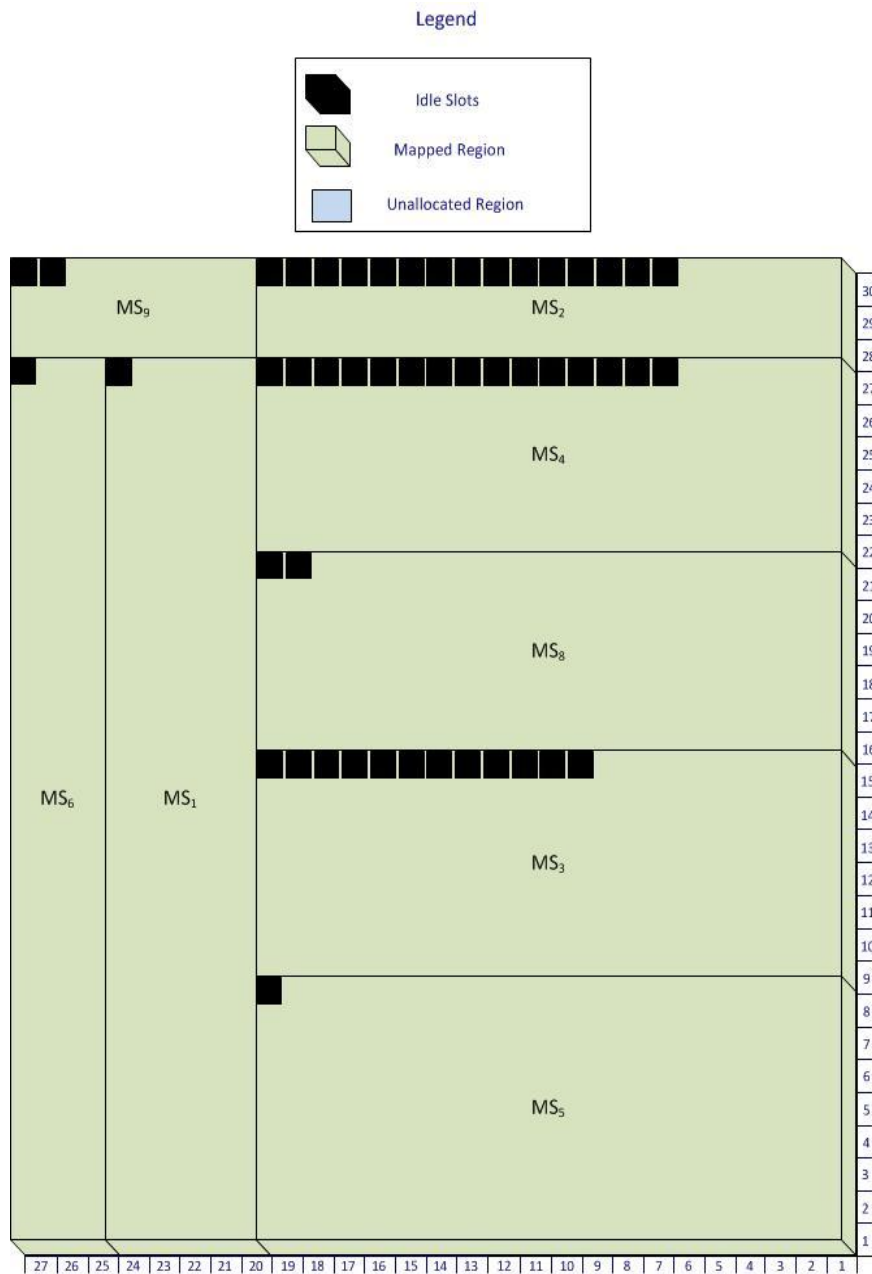 Legend
Idle Slots
Mapped Region
Unallocated Region
MS₉
MS₂
MS₄
MS₈
MS₆
MS₁
MS₃
MS₅
30
29
28
27
26
25
24
23
22
21
20
19
18
17
16
15
14
13
12
11
10
9
8
7
6
5
4
3
2
1
27 26 25 24 23 22 21 20 19 18 17 16 15 14 13 12 11 10 9 8 7 6 5 4 3 2 1